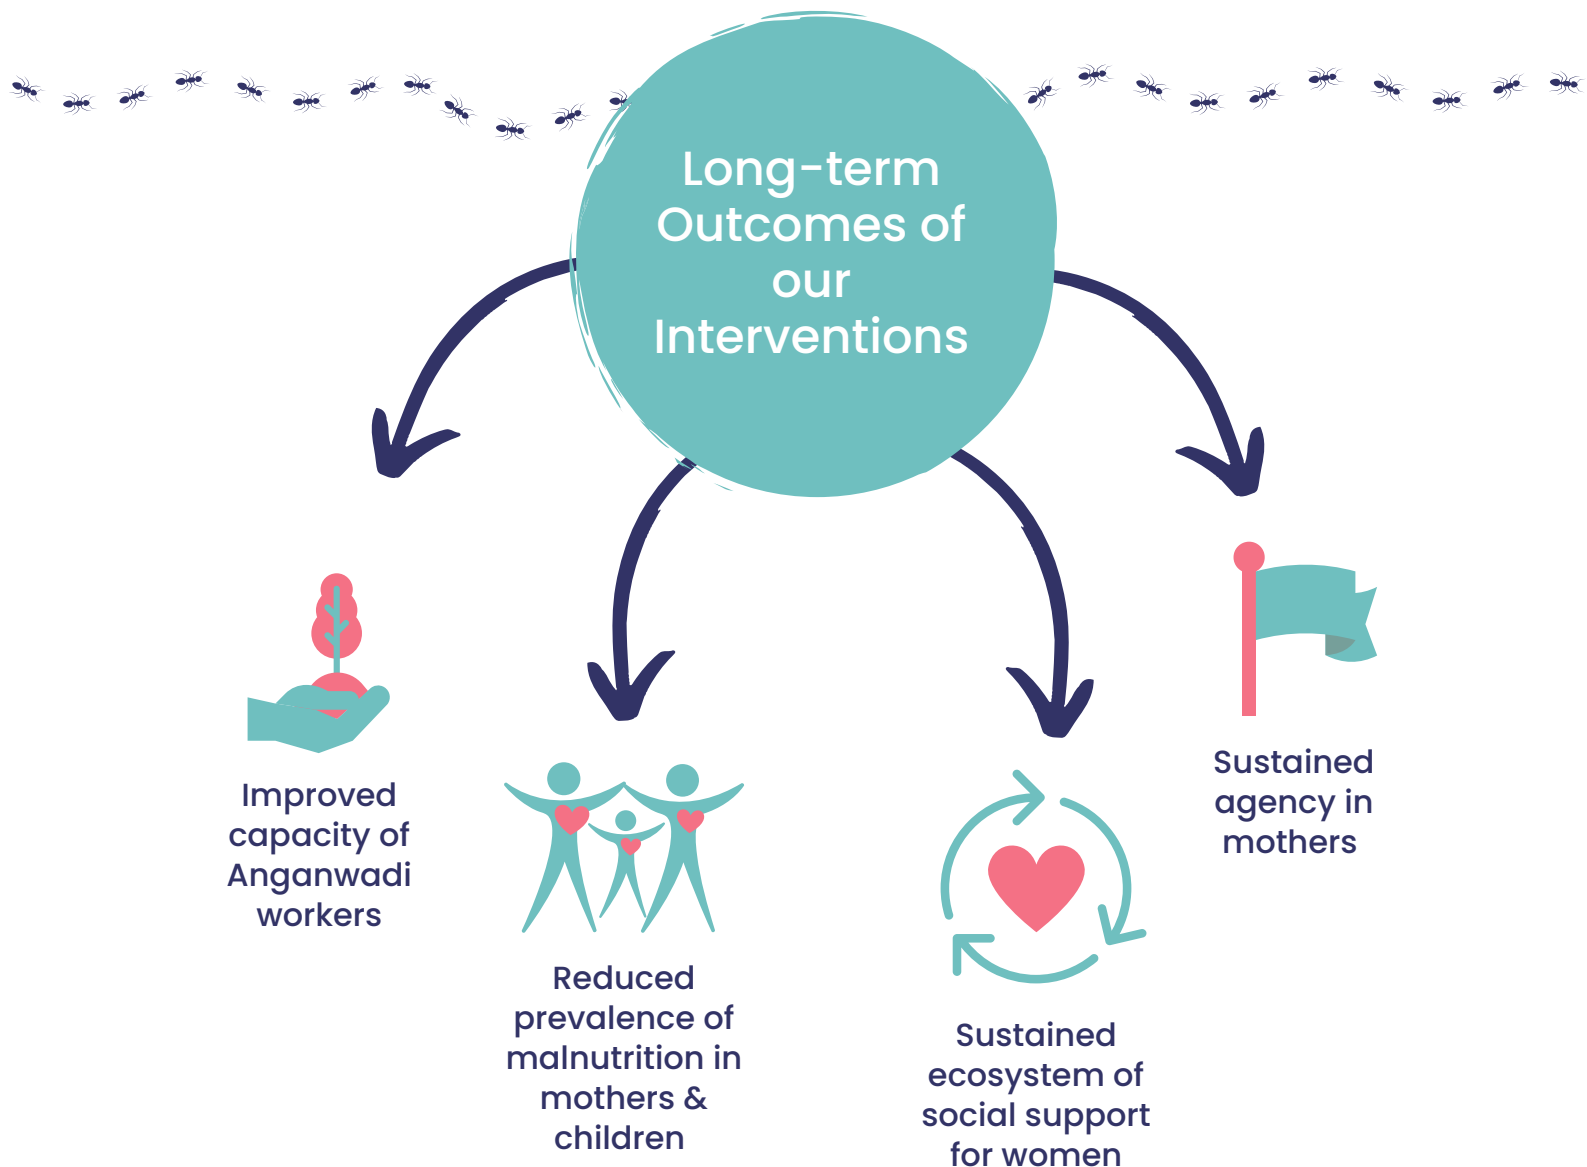 Long-term
Outcomes of
our
Interventions
Improved
capacity of
Anganwadi
workers
Reduced
prevalence of
malnutrition in
mothers &
children
Sustained
ecosystem of
social support
for women
Sustained
agency in
mothers